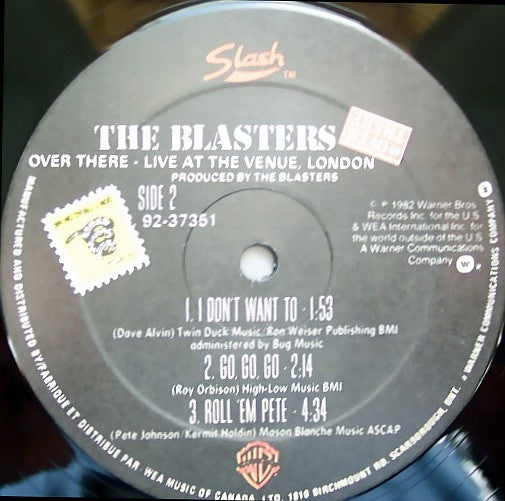 Slash TM
THE BLASTERS
OVER THERE - LIVE AT THE VENUE, LONDON
PRODUCED BY THE BLASTERS
SIDE 2
92-37351
© ℗ 1982 Warner Bros.
Records Inc. for the U.S.
& WEA International Inc. for
the world outside of the U.S.
A Warner Communications
Company
1. I DON'T WANT TO - 1:53
(Dave Alvin) Twin Duck Music/Ron Weiser Publishing BMI
administered by Bug Music
2. GO, GO, GO - 2:14
(Roy Orbison) High-Low Music BMI
3. ROLL 'EM PETE - 4:34
(Pete Johnson/Kermit Holdin) Mason Blanche Music ASCAP
MANUFACTURED AND DISTRIBUTED BY/FABRIQUE ET DISTRIBUE PAR: WEA MUSIC OF CANADA, LTD., 1810 BIRCHMOUNT RD. SCARBOROUGH, ONT. A WARNER COMMUNICATIONS COMPANY